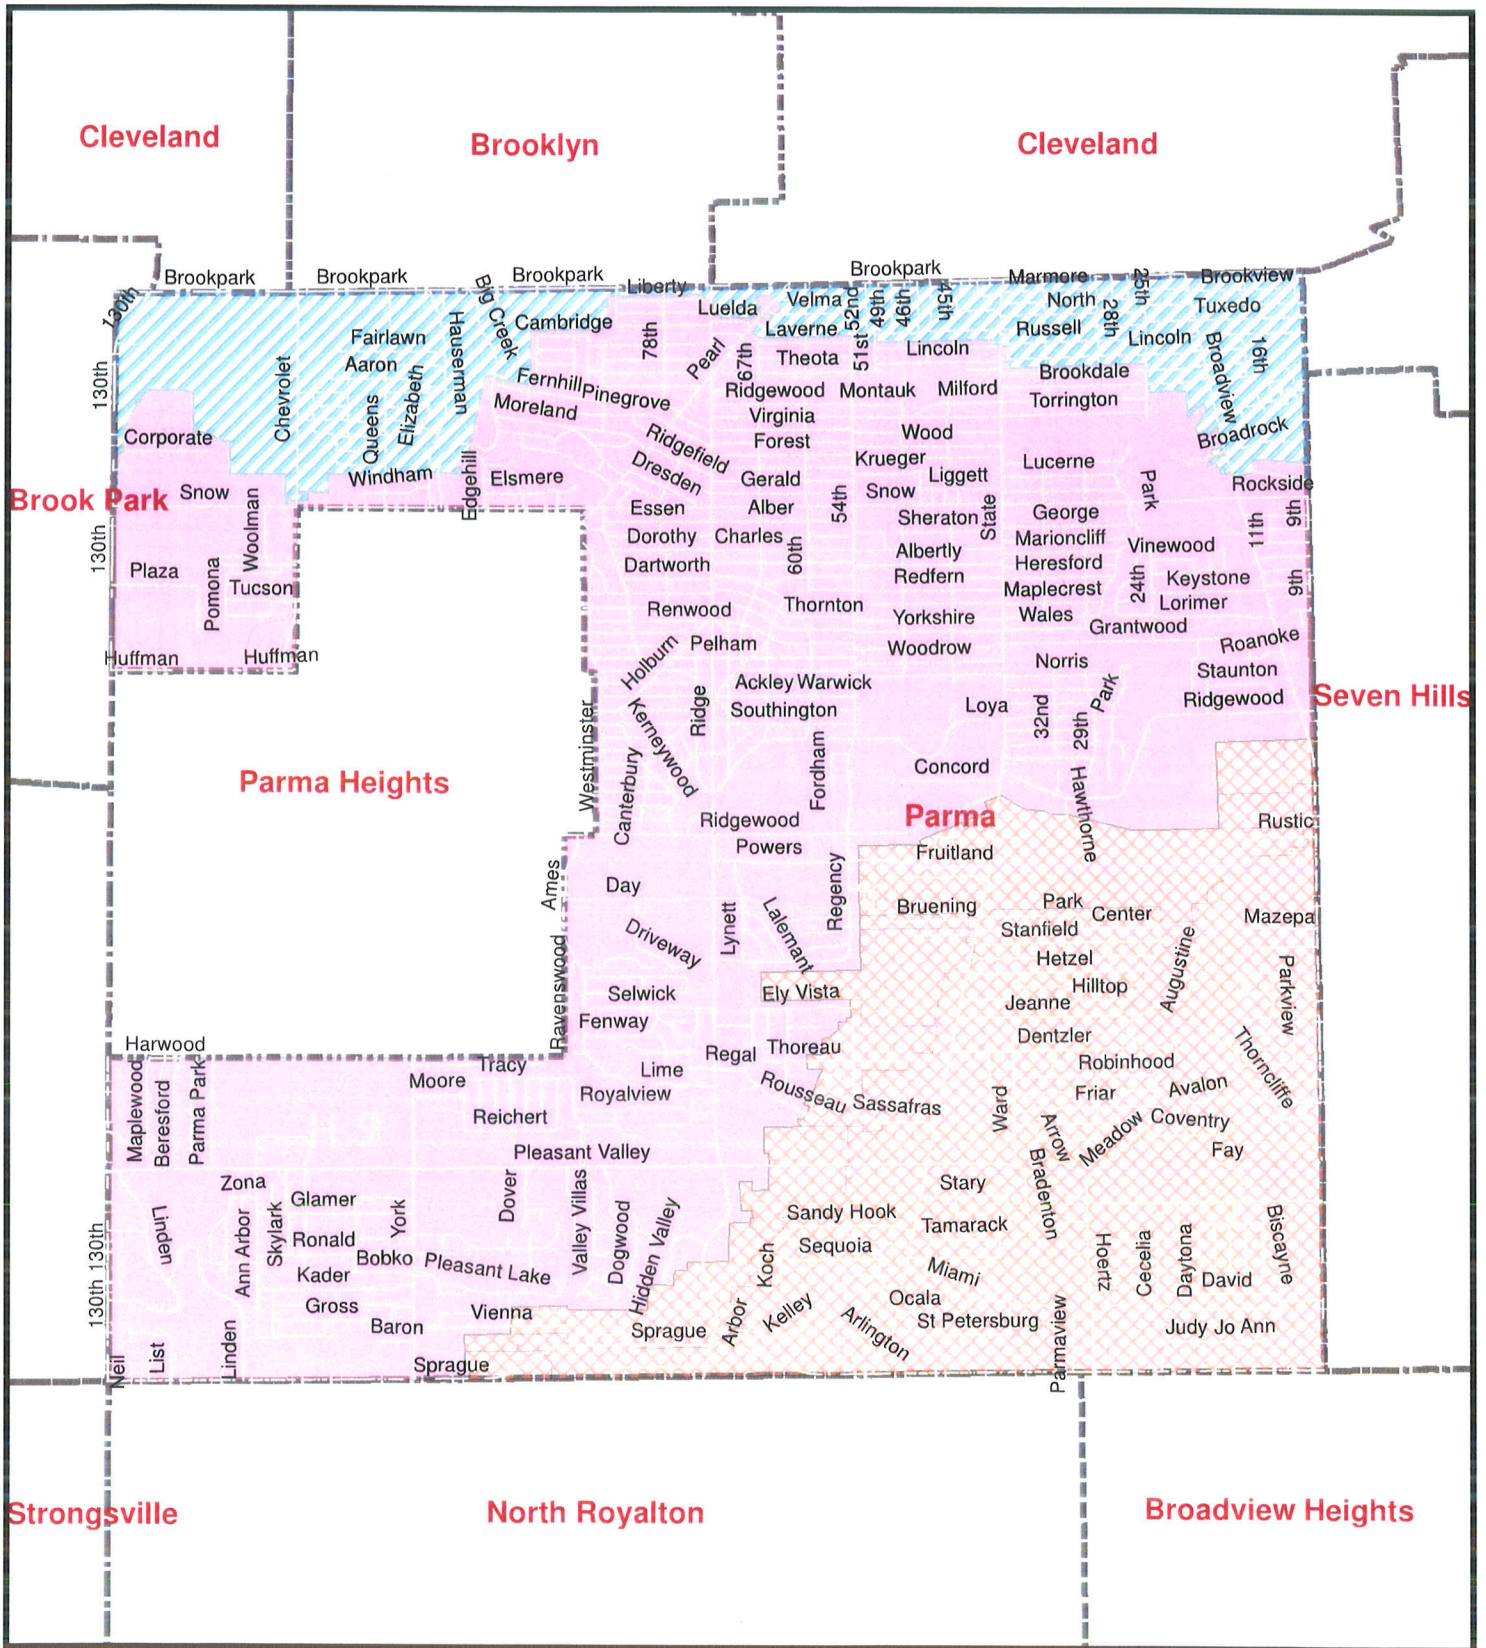 Cleveland
Brooklyn
Cleveland
Brookpark
Brookpark
Brookpark
Brookpark
Marmore
25th
Brookview
130th
Big Creek
Liberty
Luelda
Velma
52nd
49th
46th
45th
North
28th
Tuxedo
Cambridge
Fairlawn
Hauserman
78th
Laverne
Russell
Lincoln
Broadview
16th
Aaron
Pearl
67th
Theota
51st
Lincoln
130th
Chevrolet
Queens
Elizabeth
Fernhill
Pinegrove
Ridgewood
Montauk
Milford
Brookdale
Moreland
Virginia
Torrington
Corporate
Ridgefield
Forest
Wood
Broadrock
Windham
Edgehill
Elsmere
Dresden
Gerald
Krueger
Liggett
Lucerne
Park
Rockside
Brook Park
Snow
Woolman
Essen
Alber
54th
Snow
Sheraton
State
George
11th
9th
130th
Dorothy
Charles
60th
Albertly
Marioncliff
Vinewood
Plaza
Pomona
Tucson
Dartworth
Redfern
Heresford
24th
Keystone
9th
Renwood
Thornton
Yorkshire
Maplecrest
Lorimer
Wales
Grantwood
Huffman
Huffman
Holburn
Pelham
Woodrow
Norris
Roanoke
Staunton
Ackley
Warwick
Park
Ridgewood
Seven Hills
Westminster
Kerneywood
Ridge
Southington
Loya
32nd
29th
Parma Heights
Canterbury
Fordham
Concord
Hawthorne
Parma
Ridgewood
Rustic
Powers
Fruitland
Ames
Day
Regency
Bruening
Park
Center
Mazepa
Driveway
Lynett
Lalemant
Stanfield
Augustine
Ravenswood
Hetzel
Parkview
Selwick
Ely Vista
Hilltop
Jeanne
Fenway
Dentzler
Harwood
Regal
Thoreau
Robinhood
Thorncliffe
Maplewood
Beresford
Parma Park
Tracy
Moore
Lime
Royalview
Rousseau
Sassafras
Ward
Friar
Avalon
Reichert
Arrow
Meadow
Coventry
Pleasant Valley
Fay
Zona
Dover
Valley Villas
Stary
Bradenton
Glamer
Linden
Ann Arbor
Skylark
York
Dogwood
Hidden Valley
Sandy Hook
Tamarack
Biscayne
130th
Ronald
Bobko
Pleasant Lake
Koch
Sequoia
Hoertz
Cecelia
Daytona
Kader
Miami
David
130th
Gross
Vienna
Ocala
Baron
Sprague
Arbor
Kelley
Arlington
St Petersburg
Parmaview
Judy Jo Ann
Neil
List
Linden
Sprague
Strongsville
North Royalton
Broadview Heights